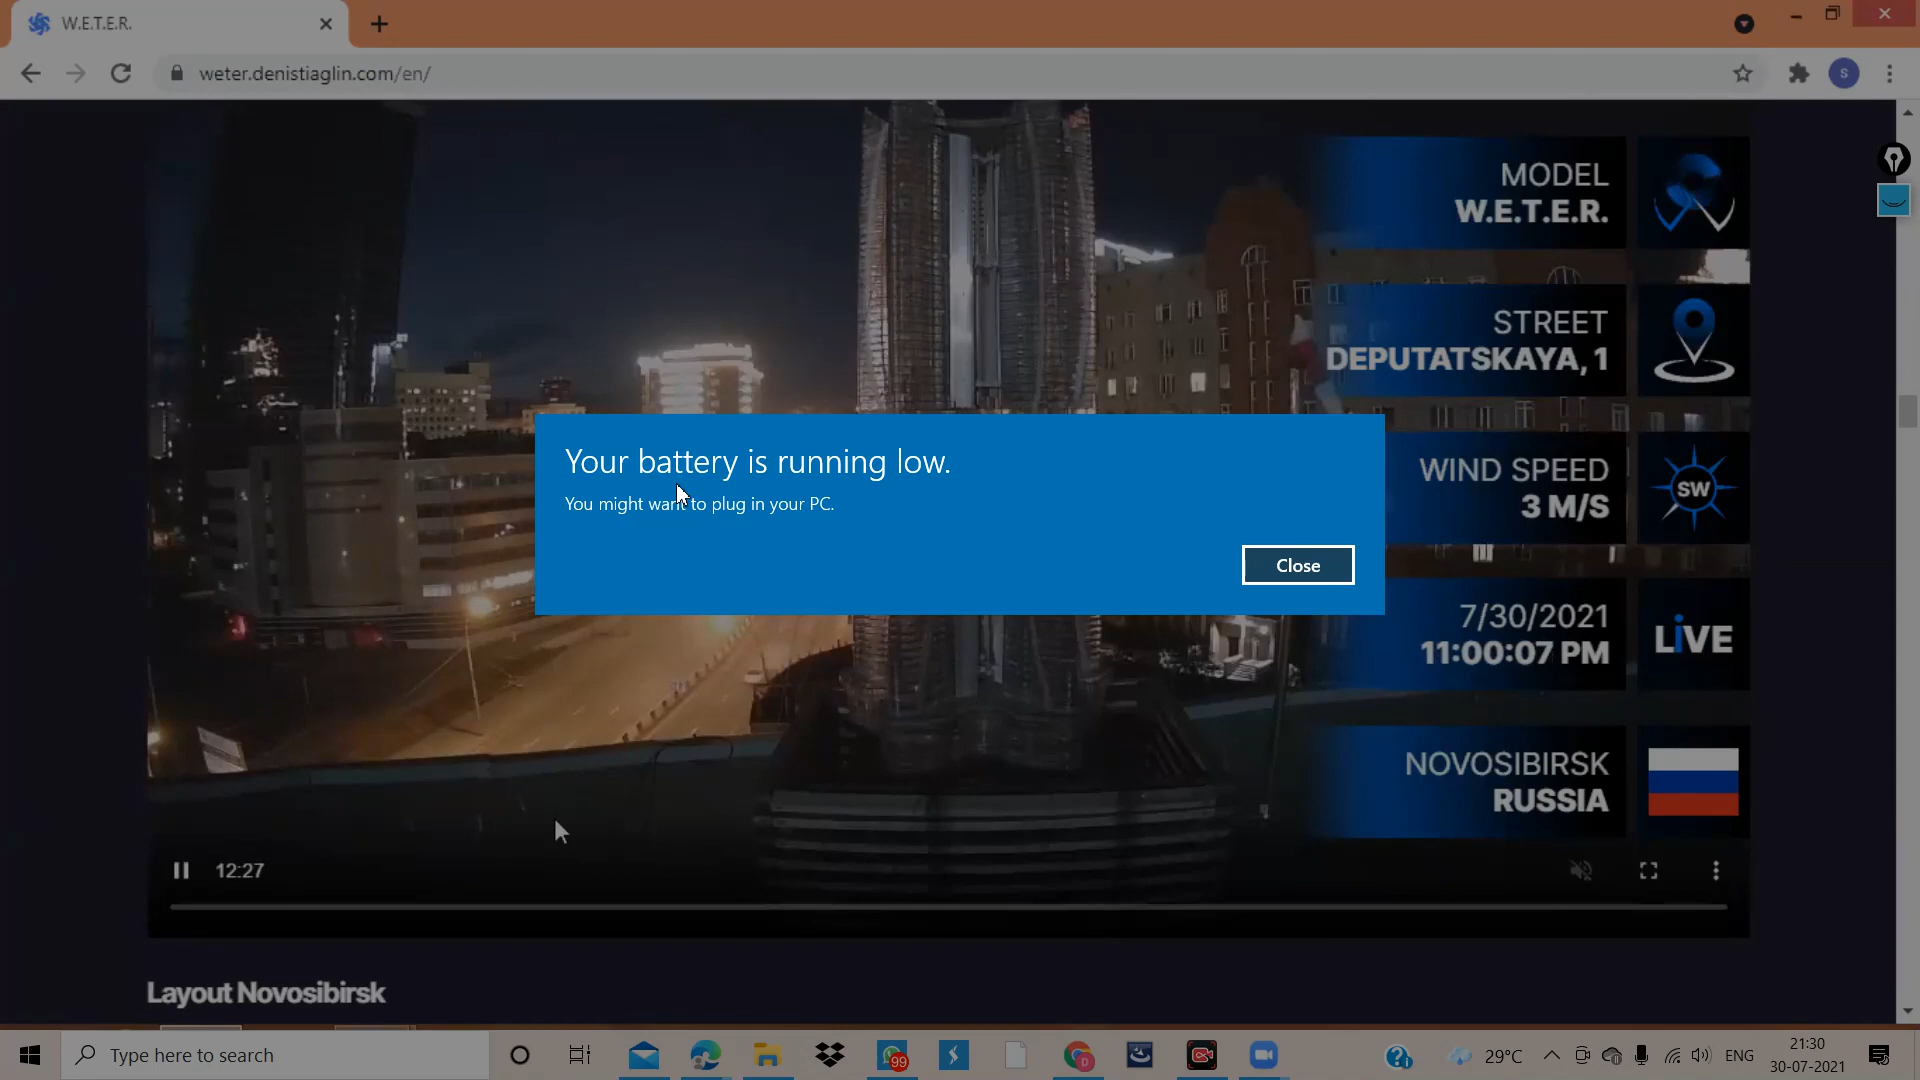 W.E.T.E.R.
weter.denistiaglin.com/en/
S
MODEL
W.E.T.E.R.
STREET
DEPUTATSKAYA, 1
Your battery is running low.
You might want to plug in your PC.
Close
WIND SPEED
3 M/S
SW
7/30/2021
11:00:07 PM
LiVE
NOVOSIBIRSK
RUSSIA
12:27
Layout Novosibirsk
Type here to search
99
D
29°C
ENG
21:30
30-07-2021